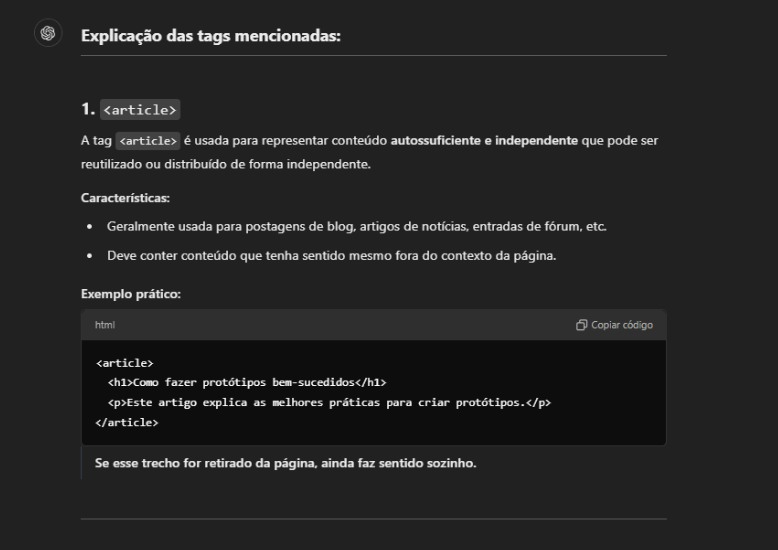 Explicação das tags mencionadas:
1. <article>
A tag <article> é usada para representar conteúdo autossuficiente e independente que pode ser
reutilizado ou distribuído de forma independente.
Características:
• Geralmente usada para postagens de blog, artigos de notícias, entradas de fórum, etc.
• Deve conter conteúdo que tenha sentido mesmo fora do contexto da página.
Exemplo prático:
html Copiar código
<article>
  <h1>Como fazer protótipos bem-sucedidos</h1>
  <p>Este artigo explica as melhores práticas para criar protótipos.</p>
</article>
Se esse trecho for retirado da página, ainda faz sentido sozinho.